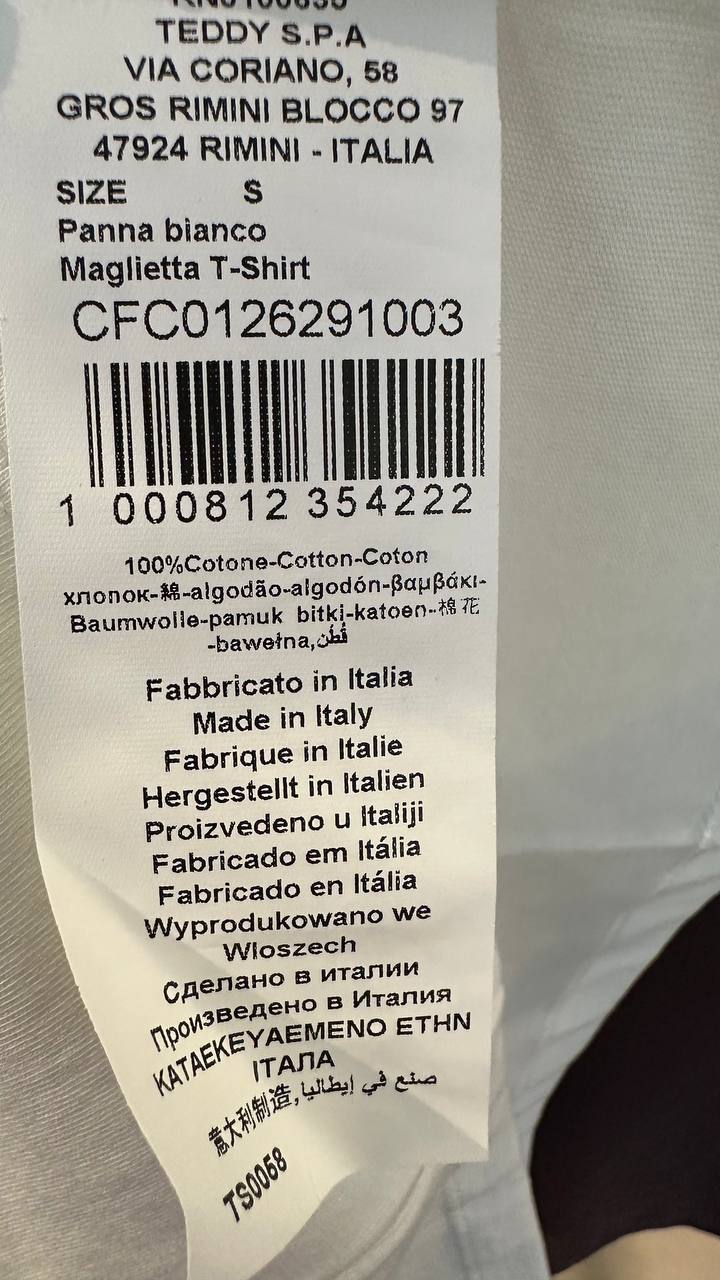 TEDDY S.P.A
VIA CORIANO, 58
GROS RIMINI BLOCCO 97
47924 RIMINI - ITALIA
SIZE S
Panna bianco
Maglietta T-Shirt
CFC0126291003
1 000812 354222
100%Cotone-Cotton-Coton
хлопок-綿-algodão-algodón-βαμβάκι-
Baumwolle-pamuk bitki-katoen-棉花
-bawełna,قُطْن
Fabbricato in Italia
Made in Italy
Fabrique in Italie
Hergestellt in Italien
Proizvedeno u Italiji
Fabricado em Itália
Fabricado en Itália
Wyprodukowano we
Wloszech
Сделано в италии
Произведено в Италия
KATAEKEYAEMENO ETHN
ІТАЛА
意大利制造,صنع في إيطاليا
TS0058